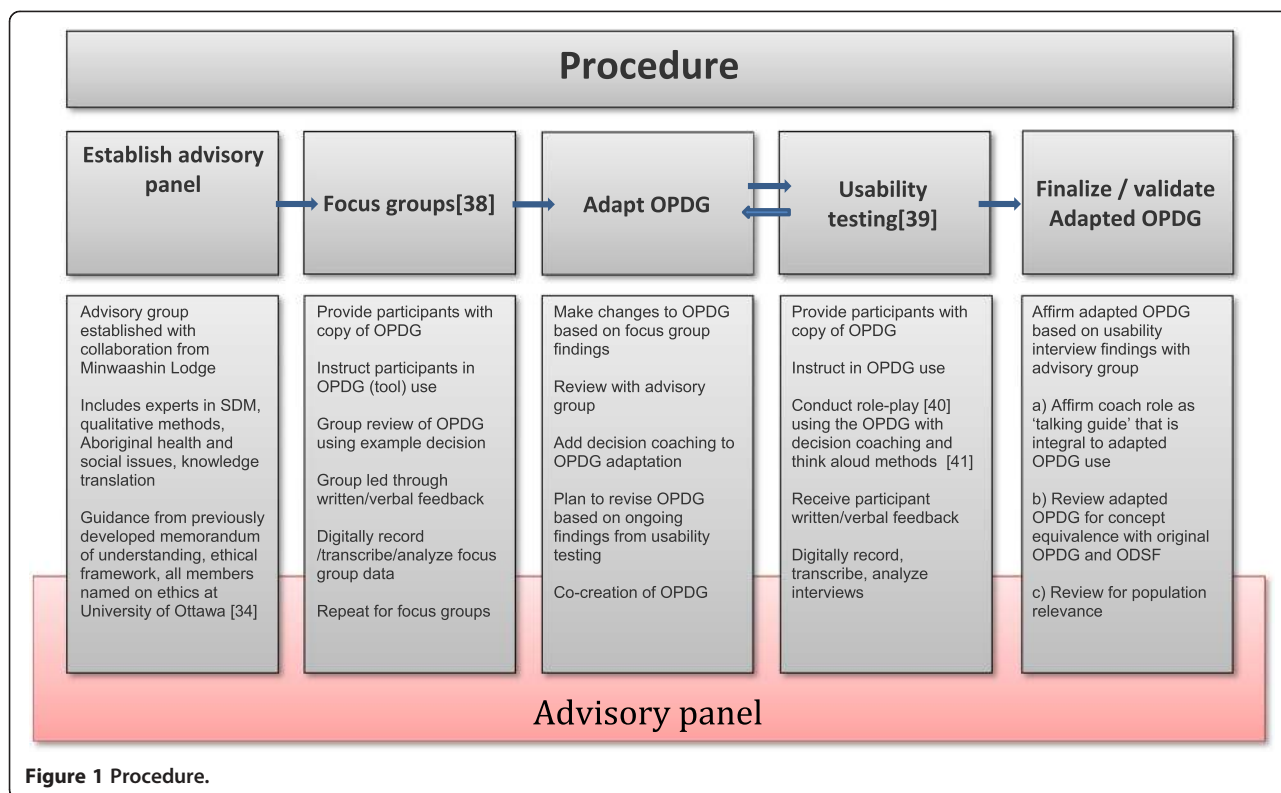 Procedure
Establish advisory
panel
Focus groups[38]
Adapt OPDG
Usability
testing[39]
Finalize / validate
Adapted OPDG
Advisory group
established with
collaboration from
Minwaashin Lodge
Includes experts in SDM,
qualitative methods,
Aboriginal health and
social issues, knowledge
translation
Guidance from previously
developed memorandum
of understanding, ethical
framework, all members
named on ethics at
University of Ottawa [34]
Provide participants with
copy of OPDG
Instruct participants in
OPDG (tool) use
Group review of OPDG
using example decision
Group led through
written/verbal feedback
Digitally record
/transcribe/analyze focus
group data
Repeat for focus groups
Make changes to OPDG
based on focus group
findings
Review with advisory
group
Add decision coaching to
OPDG adaptation
Plan to revise OPDG
based on ongoing
findings from usability
testing
Co-creation of OPDG
Provide participants with
copy of OPDG
Instruct in OPDG use
Conduct role-play [40]
using the OPDG with
decision coaching and
think aloud methods [41]
Receive participant
written/verbal feedback
Digitally record,
transcribe, analyze
interviews
Affirm adapted OPDG
based on usability
interview findings with
advisory group
a) Affirm coach role as
‘talking guide’ that is
integral to adapted
OPDG use
b) Review adapted
OPDG for concept
equivalence with original
OPDG and ODSF
c) Review for population
relevance
Advisory panel
Figure 1 Procedure.